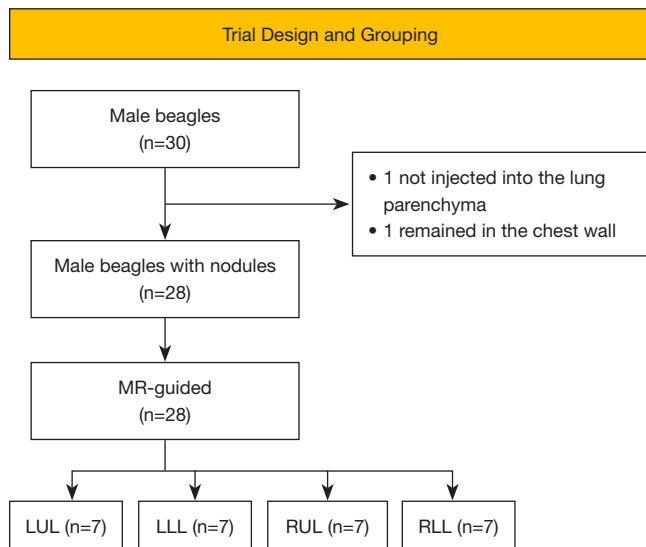 Trial Design and Grouping
Male beagles
(n=30)
• 1 not injected into the lung
parenchyma
• 1 remained in the chest wall
Male beagles with nodules
(n=28)
MR-guided
(n=28)
LUL (n=7)
LLL (n=7)
RUL (n=7)
RLL (n=7)